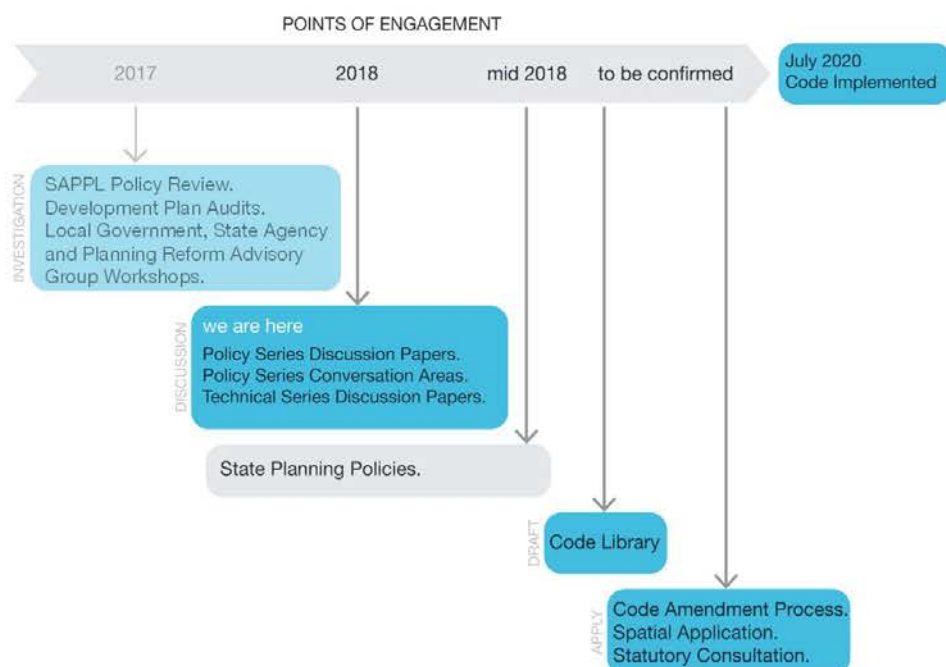 POINTS OF ENGAGEMENT
2017
2018
mid 2018
to be confirmed
July 2020
Code Implemented
INVESTIGATION
SAPPL Policy Review.
Development Plan Audits.
Local Government, State Agency
and Planning Reform Advisory
Group Workshops.
DISCUSSION
we are here
Policy Series Discussion Papers.
Policy Series Conversation Areas.
Technical Series Discussion Papers.
State Planning Policies.
DRAFT
Code Library
APPLY
Code Amendment Process.
Spatial Application.
Statutory Consultation.